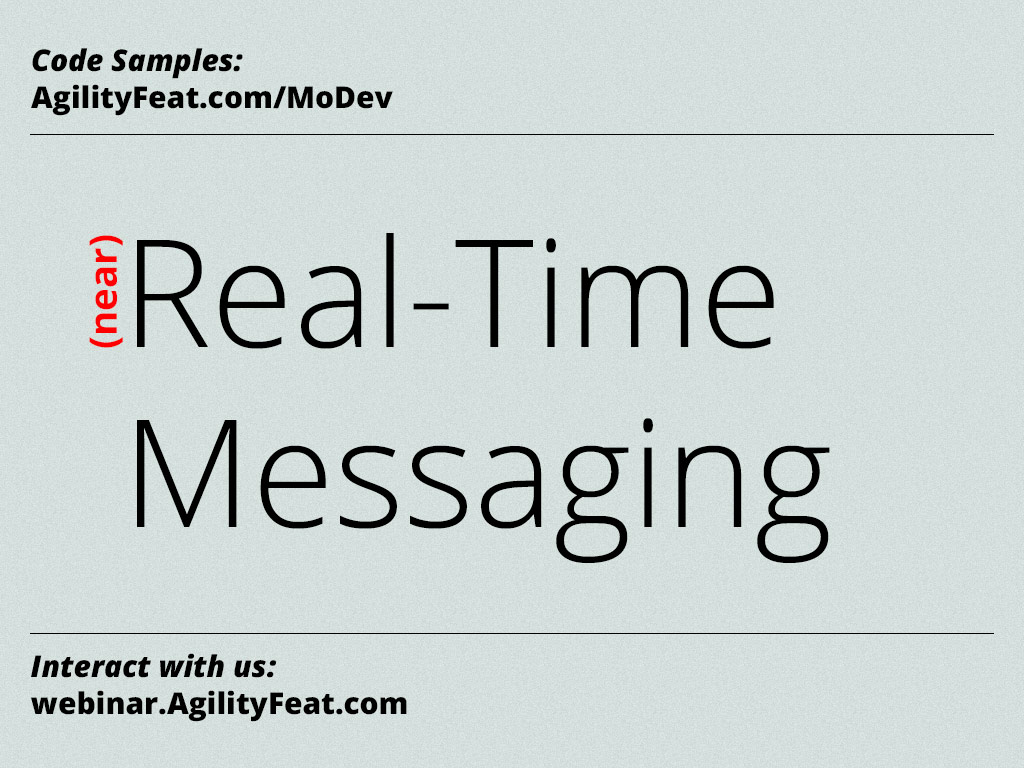 Code Samples:
AgilityFeat.com/MoDev
(near)
Real-Time
Messaging
Interact with us:
webinar.AgilityFeat.com